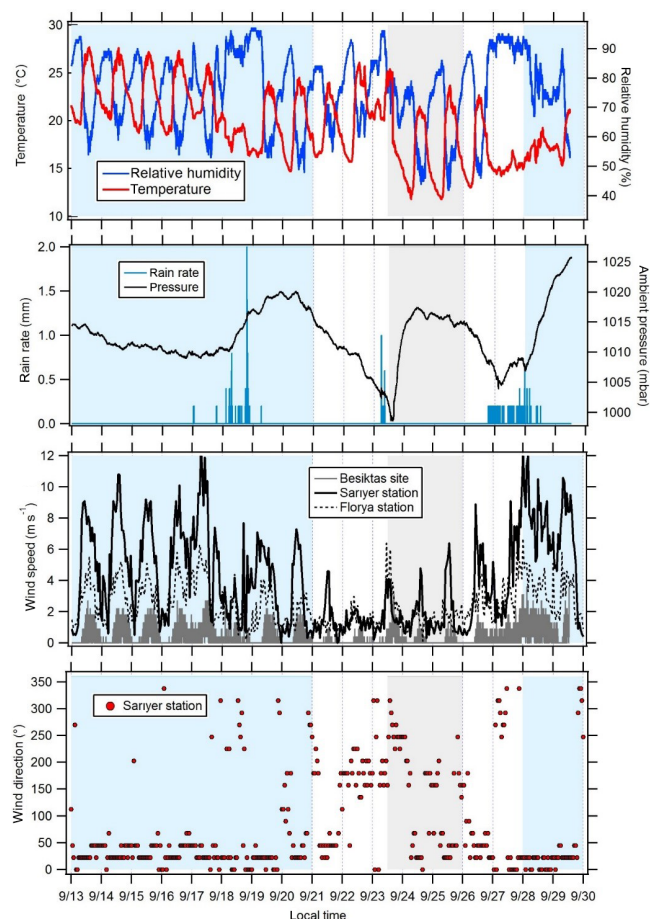 30
25
20
15
10
Temperature (°C)
Relative humidity
Temperature
90
80
70
60
50
40
Relative humidity (%)
2.0
1.5
1.0
0.5
0.0
Rain rate (mm)
Rain rate
Pressure
1025
1020
1015
1010
1005
1000
Ambient pressure (mbar)
12
10
8
6
4
2
0
Wind speed (m s⁻¹)
Besiktas site
Sarıyer station
Florya station
350
300
250
200
150
100
50
0
Wind direction (°)
Sarıyer station
9/13 9/14 9/15 9/16 9/17 9/18 9/19 9/20 9/21 9/22 9/23 9/24 9/25 9/26 9/27 9/28 9/29 9/30
Local time